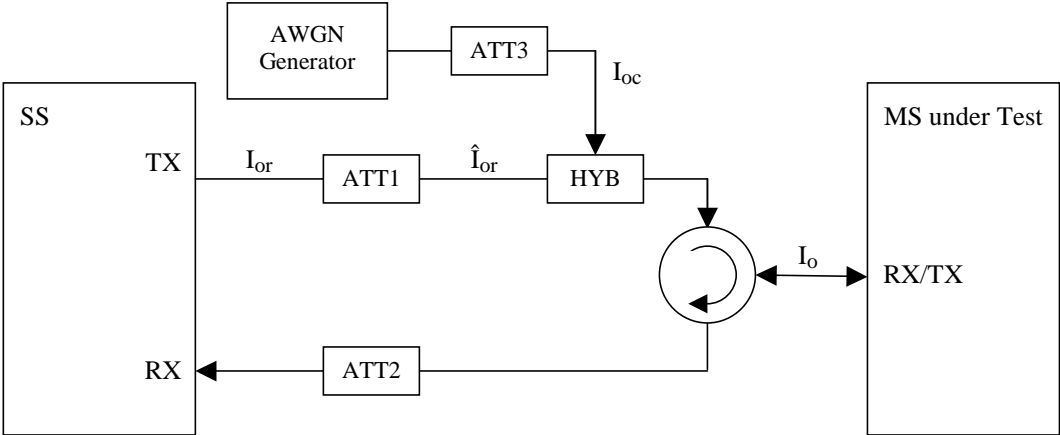 AWGN
Generator
ATT3
I_oc
SS
MS under Test
TX
I_or
ATT1
Î_or
HYB
I_o
RX/TX
RX
ATT2